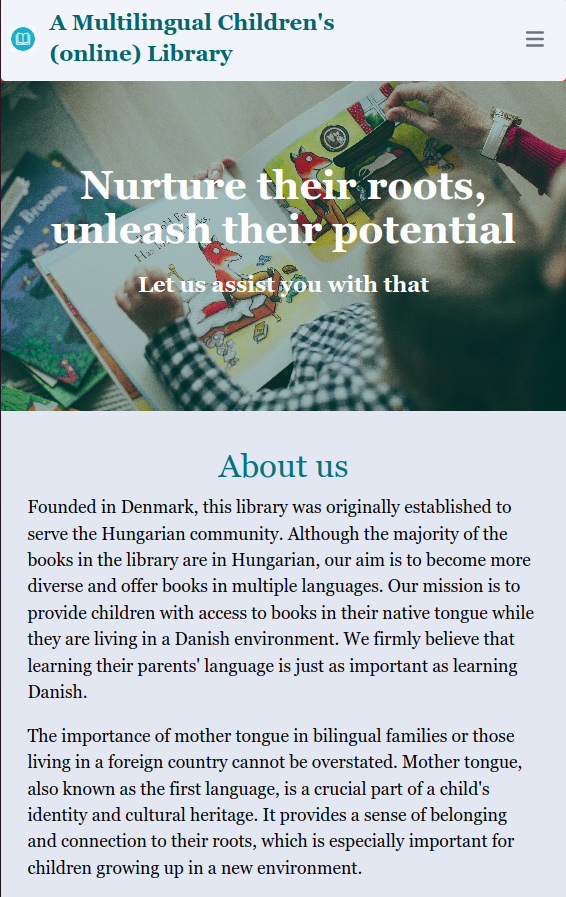 A Multilingual Children's
(online) Library
Nurture their roots,
unleash their potential
Let us assist you with that
About us
Founded in Denmark, this library was originally established to
serve the Hungarian community. Although the majority of the
books in the library are in Hungarian, our aim is to become more
diverse and offer books in multiple languages. Our mission is to
provide children with access to books in their native tongue while
they are living in a Danish environment. We firmly believe that
learning their parents' language is just as important as learning
Danish.
The importance of mother tongue in bilingual families or those
living in a foreign country cannot be overstated. Mother tongue,
also known as the first language, is a crucial part of a child's
identity and cultural heritage. It provides a sense of belonging
and connection to their roots, which is especially important for
children growing up in a new environment.